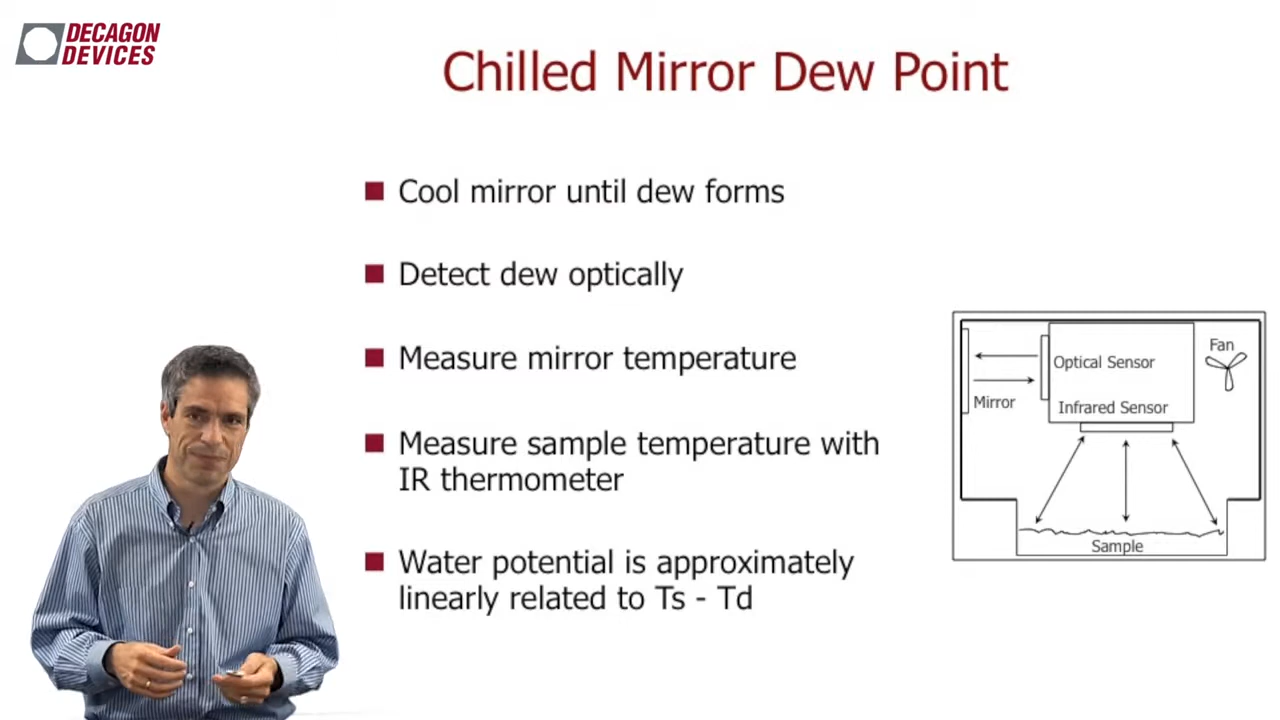 DECAGON
DEVICES
Chilled Mirror Dew Point
Cool mirror until dew forms
Detect dew optically
Measure mirror temperature
Measure sample temperature with
IR thermometer
Water potential is approximately
linearly related to Ts - Td
Fan
Optical Sensor
Mirror
Infrared Sensor
Sample